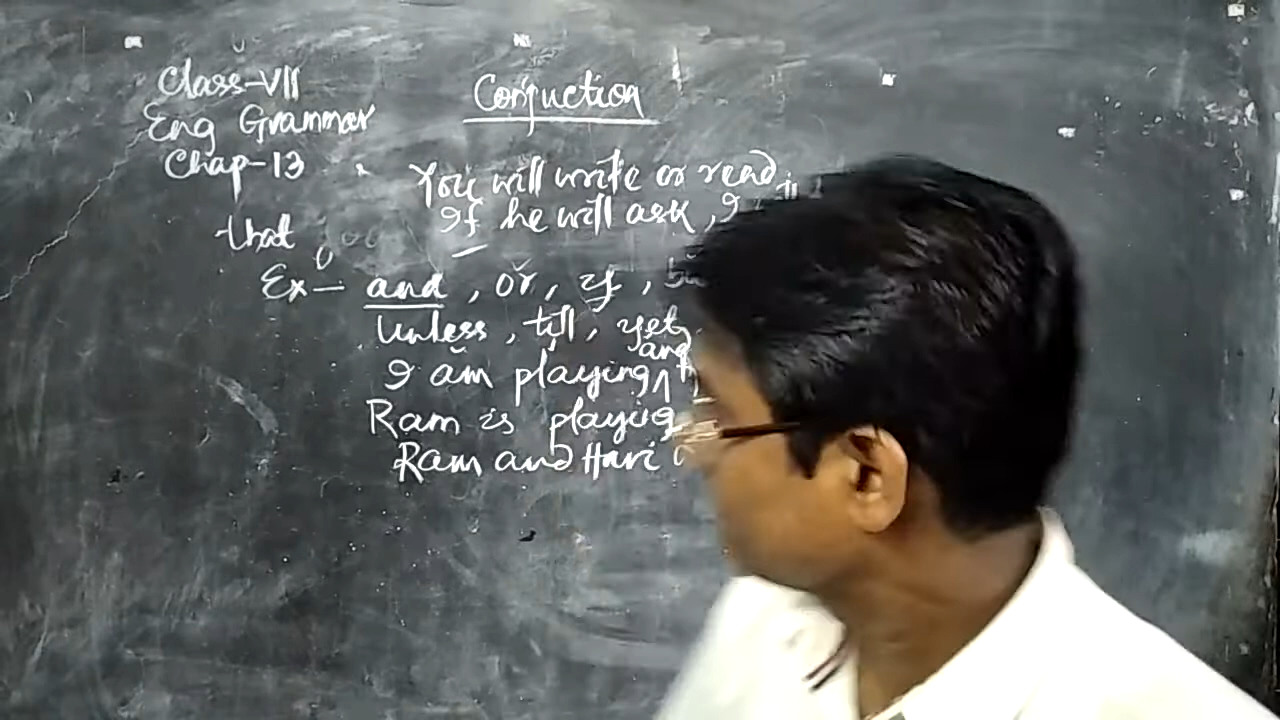 Class-VII
Eng Grammar
Chap-13
Conjuction
You will write or read.
If he will ask, I
that
Ex- and, or, if,
Unless, till, yet
and
I am playing
Ram is playing
Ram and Hari